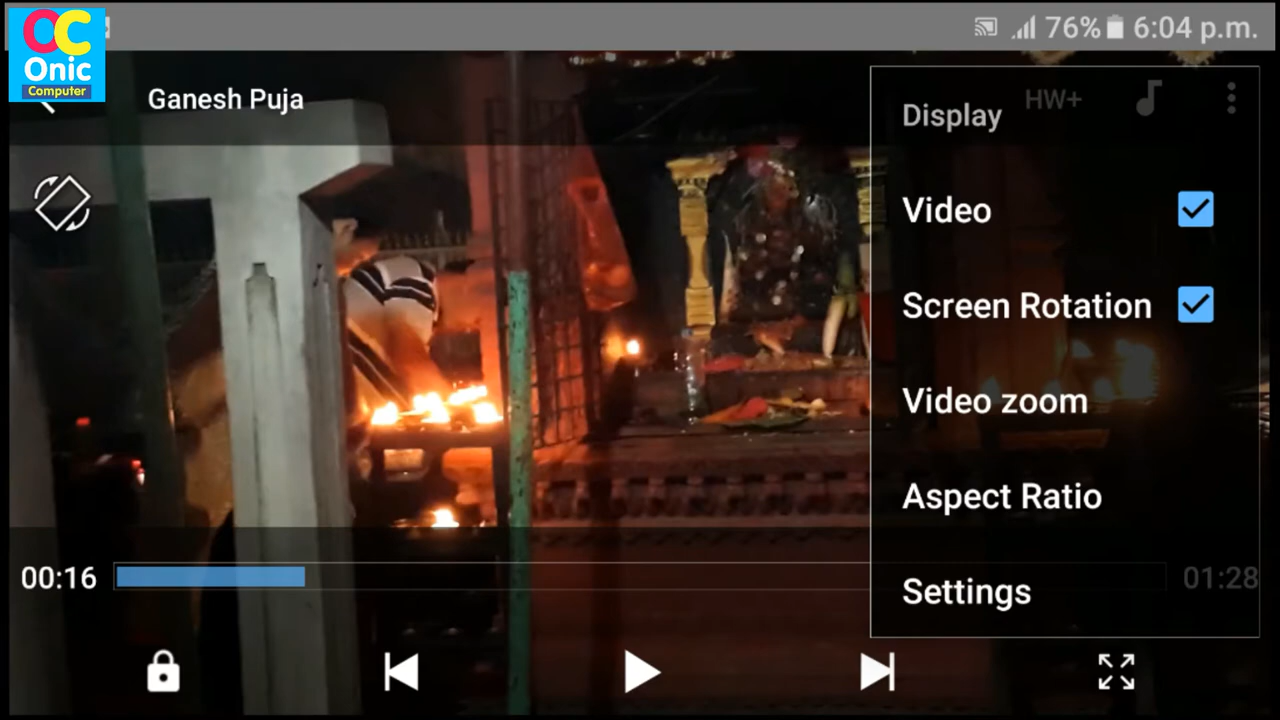 OC
Onic
Computer
76% 6:04 p.m.
Ganesh Puja
HW+
Display
Video
Screen Rotation
Video zoom
Aspect Ratio
Settings
00:16
01:28